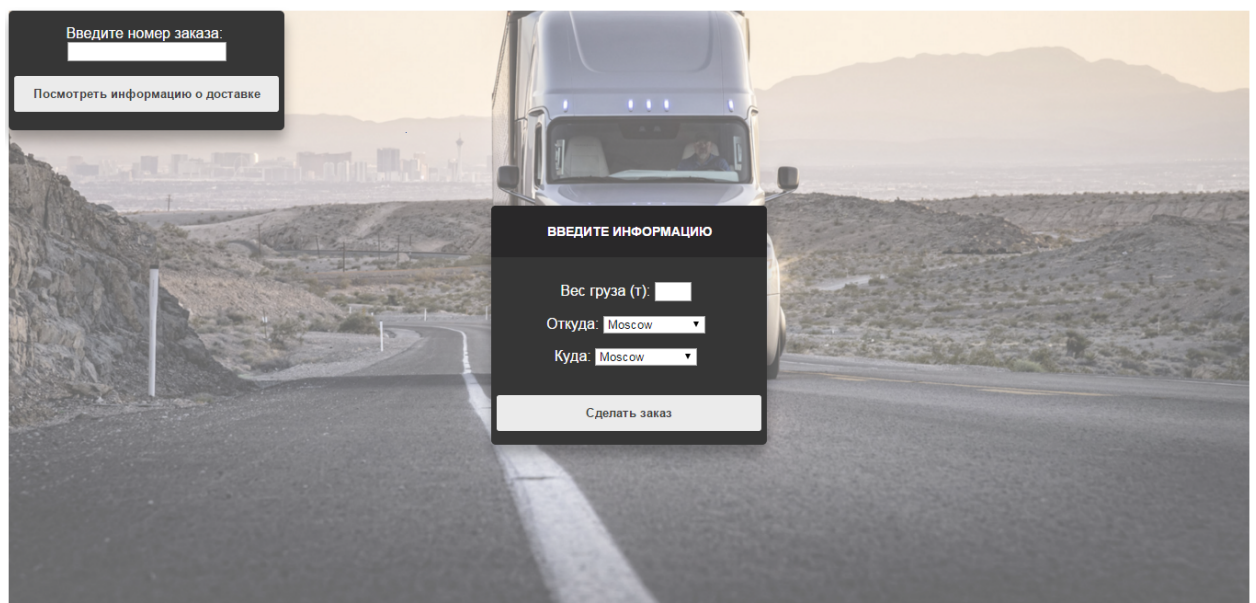 Введите номер заказа:
Посмотреть информацию о доставке
ВВЕДИТЕ ИНФОРМАЦИЮ
Вес груза (т):
Откуда: Moscow
Куда: Moscow
Сделать заказ